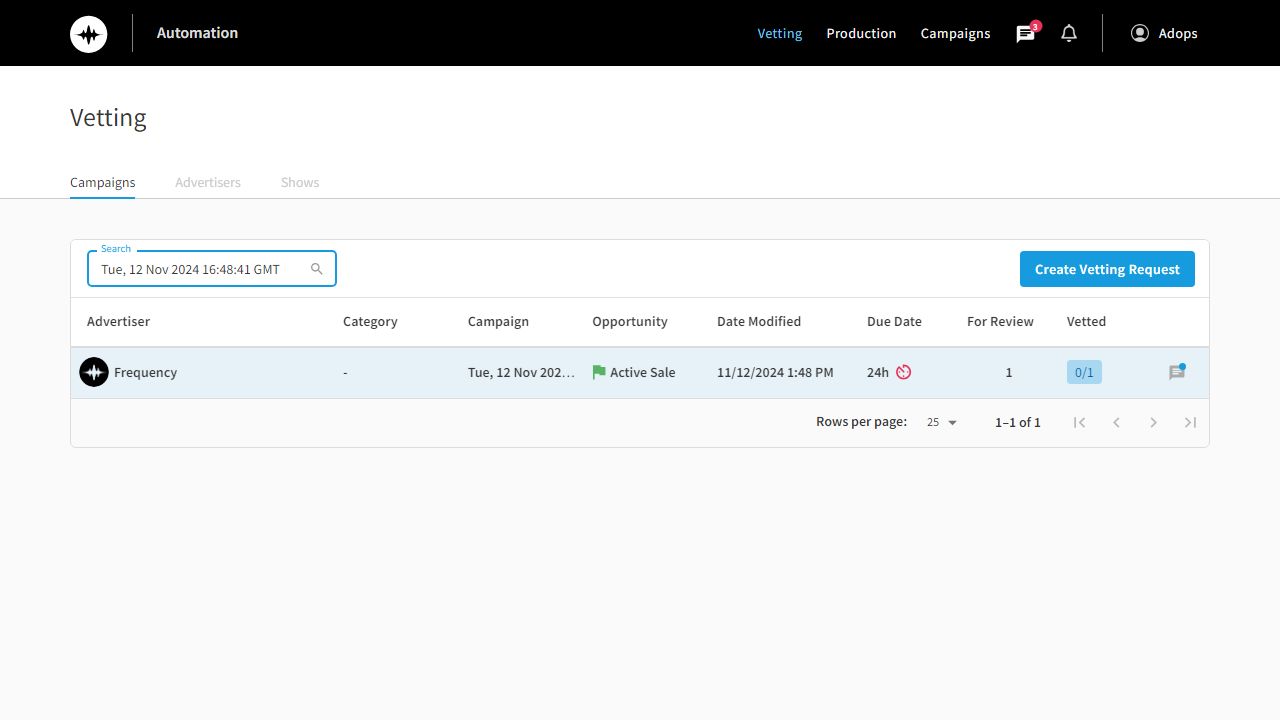 Automation
Vetting Production Campaigns 3 Adops
Vetting
Campaigns Advertisers Shows
Search
Tue, 12 Nov 2024 16:48:41 GMT
Create Vetting Request
Advertiser Category Campaign Opportunity Date Modified Due Date For Review Vetted
Frequency - Tue, 12 Nov 202... Active Sale 11/12/2024 1:48 PM 24h 1 0/1
Rows per page: 25 1–1 of 1